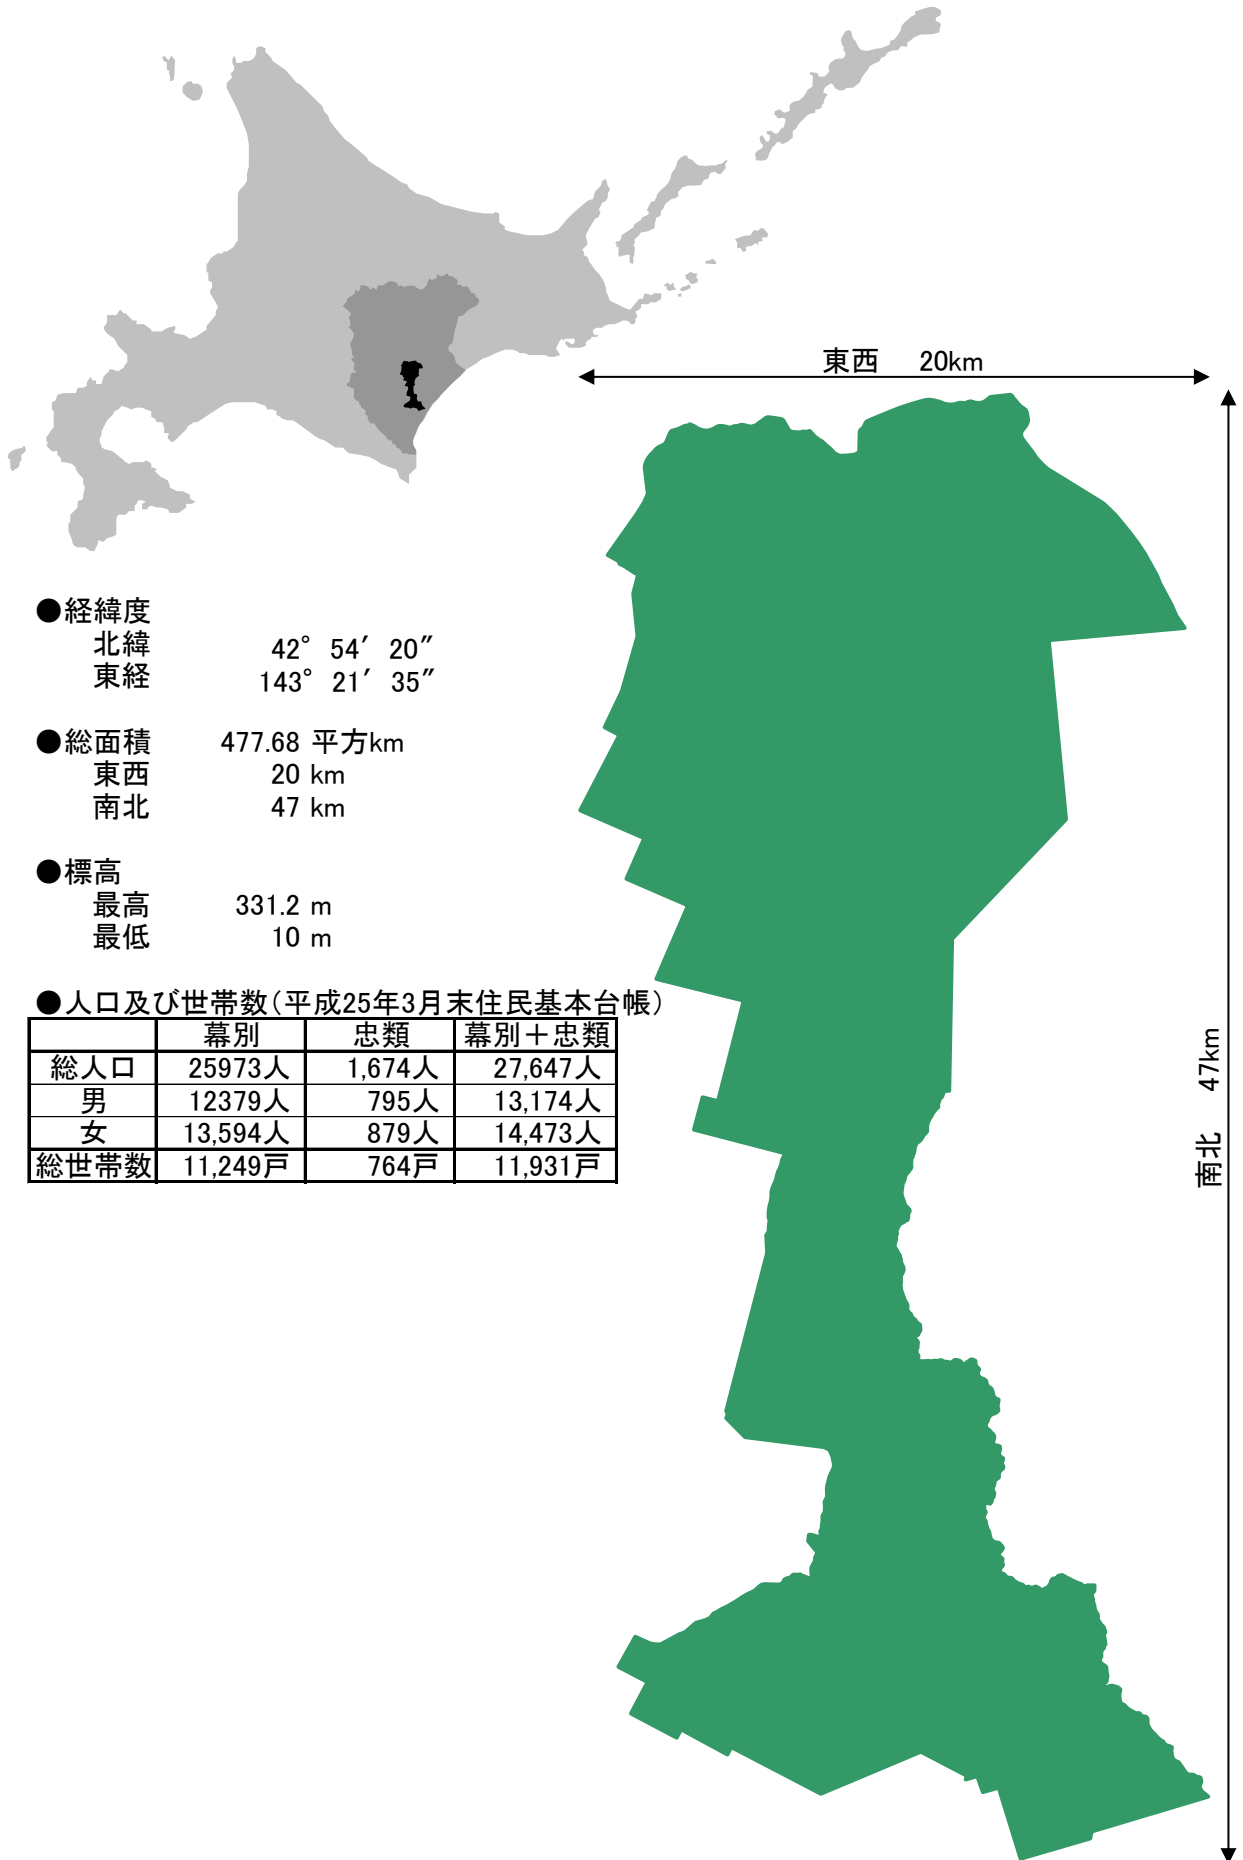 東西 20km
●経緯度
北緯 42° 54′ 20″
東経 143° 21′ 35″
●総面積 477.68 平方km
東西 20 km
南北 47 km
●標高
最高 331.2 m
最低 10 m
●人口及び世帯数(平成25年3月末住民基本台帳)
幕別 忠類 幕別＋忠類
総人口 25973人 1,674人 27,647人
男 12379人 795人 13,174人
女 13,594人 879人 14,473人
総世帯数 11,249戸 764戸 11,931戸
南北 47km